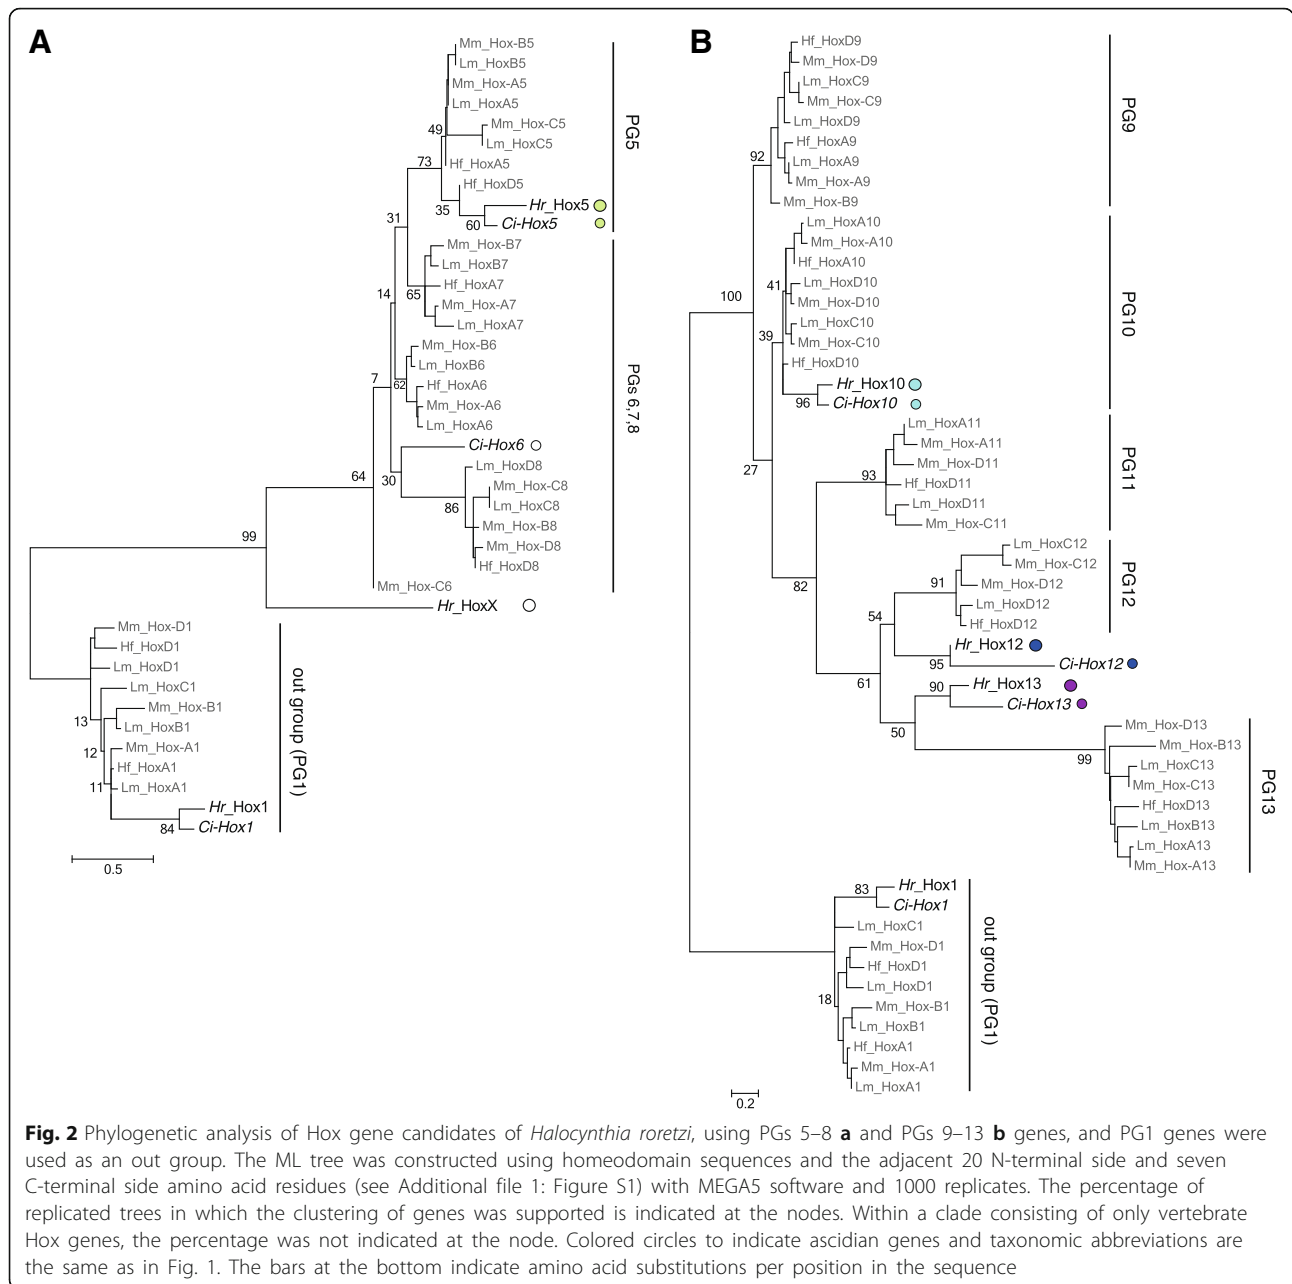 A
Mm_Hox-B5
Lm_HoxB5
Mm_Hox-A5
Lm_HoxA5
Mm_Hox-C5
Lm_HoxC5
Hf_HoxA5
Hf_HoxD5
Hr_Hox5
Ci-Hox5
Mm_Hox-B7
Lm_HoxB7
Hf_HoxA7
Mm_Hox-A7
Lm_HoxA7
Mm_Hox-B6
Lm_HoxB6
Hf_HoxA6
Mm_Hox-A6
Lm_HoxA6
Ci-Hox6
Lm_HoxD8
Mm_Hox-C8
Lm_HoxC8
Mm_Hox-B8
Mm_Hox-D8
Hf_HoxD8
Mm_Hox-C6
Hr_HoxX
Mm_Hox-D1
Hf_HoxD1
Lm_HoxD1
Lm_HoxC1
Mm_Hox-B1
Lm_HoxB1
Mm_Hox-A1
Hf_HoxA1
Lm_HoxA1
Hr_Hox1
Ci-Hox1
49
73
35
60
31
65
14
62
7
30
86
64
99
13
12
11
84
PG5
PGs 6,7,8
out group (PG1)
0.5
B
Hf_HoxD9
Mm_Hox-D9
Lm_HoxC9
Mm_Hox-C9
Lm_HoxD9
Hf_HoxA9
Lm_HoxA9
Mm_Hox-A9
Mm_Hox-B9
Lm_HoxA10
Mm_Hox-A10
Hf_HoxA10
Lm_HoxD10
Mm_Hox-D10
Lm_HoxC10
Mm_Hox-C10
Hf_HoxD10
Hr_Hox10
Ci-Hox10
Lm_HoxA11
Mm_Hox-A11
Mm_Hox-D11
Hf_HoxD11
Lm_HoxD11
Mm_Hox-C11
Lm_HoxC12
Mm_Hox-C12
Mm_Hox-D12
Lm_HoxD12
Hf_HoxD12
Hr_Hox12
Ci-Hox12
Hr_Hox13
Ci-Hox13
Mm_Hox-D13
Mm_Hox-B13
Lm_HoxC13
Mm_Hox-C13
Hf_HoxD13
Lm_HoxB13
Lm_HoxA13
Mm_Hox-A13
Hr_Hox1
Ci-Hox1
Lm_HoxC1
Mm_Hox-D1
Hf_HoxD1
Lm_HoxD1
Mm_Hox-B1
Lm_HoxB1
Hf_HoxA1
Mm_Hox-A1
Lm_HoxA1
92
100
41
39
96
27
93
82
91
54
95
61
90
50
99
83
18
PG9
PG10
PG11
PG12
PG13
out group (PG1)
0.2
Fig. 2 Phylogenetic analysis of Hox gene candidates of Halocynthia roretzi, using PGs 5–8 a and PGs 9–13 b genes, and PG1 genes were
used as an out group. The ML tree was constructed using homeodomain sequences and the adjacent 20 N-terminal side and seven
C-terminal side amino acid residues (see Additional file 1: Figure S1) with MEGA5 software and 1000 replicates. The percentage of
replicated trees in which the clustering of genes was supported is indicated at the nodes. Within a clade consisting of only vertebrate
Hox genes, the percentage was not indicated at the node. Colored circles to indicate ascidian genes and taxonomic abbreviations are
the same as in Fig. 1. The bars at the bottom indicate amino acid substitutions per position in the sequence